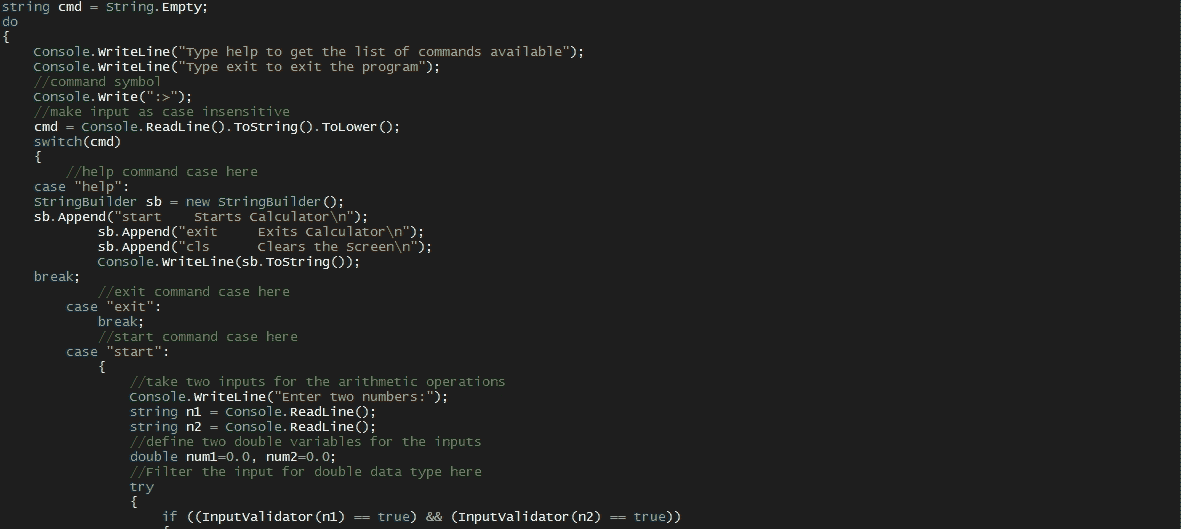 string cmd = String.Empty;
do
{
    Console.WriteLine("Type help to get the list of commands available");
    Console.WriteLine("Type exit to exit the program");
    //command symbol
    Console.Write(":>");
    //make input as case insensitive
    cmd = Console.ReadLine().ToString().ToLower();
    switch(cmd)
    {
        //help command case here
    case "help":
    StringBuilder sb = new StringBuilder();
    sb.Append("start    Starts Calculator\n");
            sb.Append("exit     Exits Calculator\n");
            sb.Append("cls      Clears the Screen\n");
            Console.WriteLine(sb.ToString());
    break;
            //exit command case here
        case "exit":
            break;
            //start command case here
        case "start":
            {
                //take two inputs for the arithmetic operations
                Console.WriteLine("Enter two numbers:");
                string n1 = Console.ReadLine();
                string n2 = Console.ReadLine();
                //define two double variables for the inputs
                double num1=0.0, num2=0.0;
                //Filter the input for double data type here
                try
                {
                    if ((InputValidator(n1) == true) && (InputValidator(n2) == true))